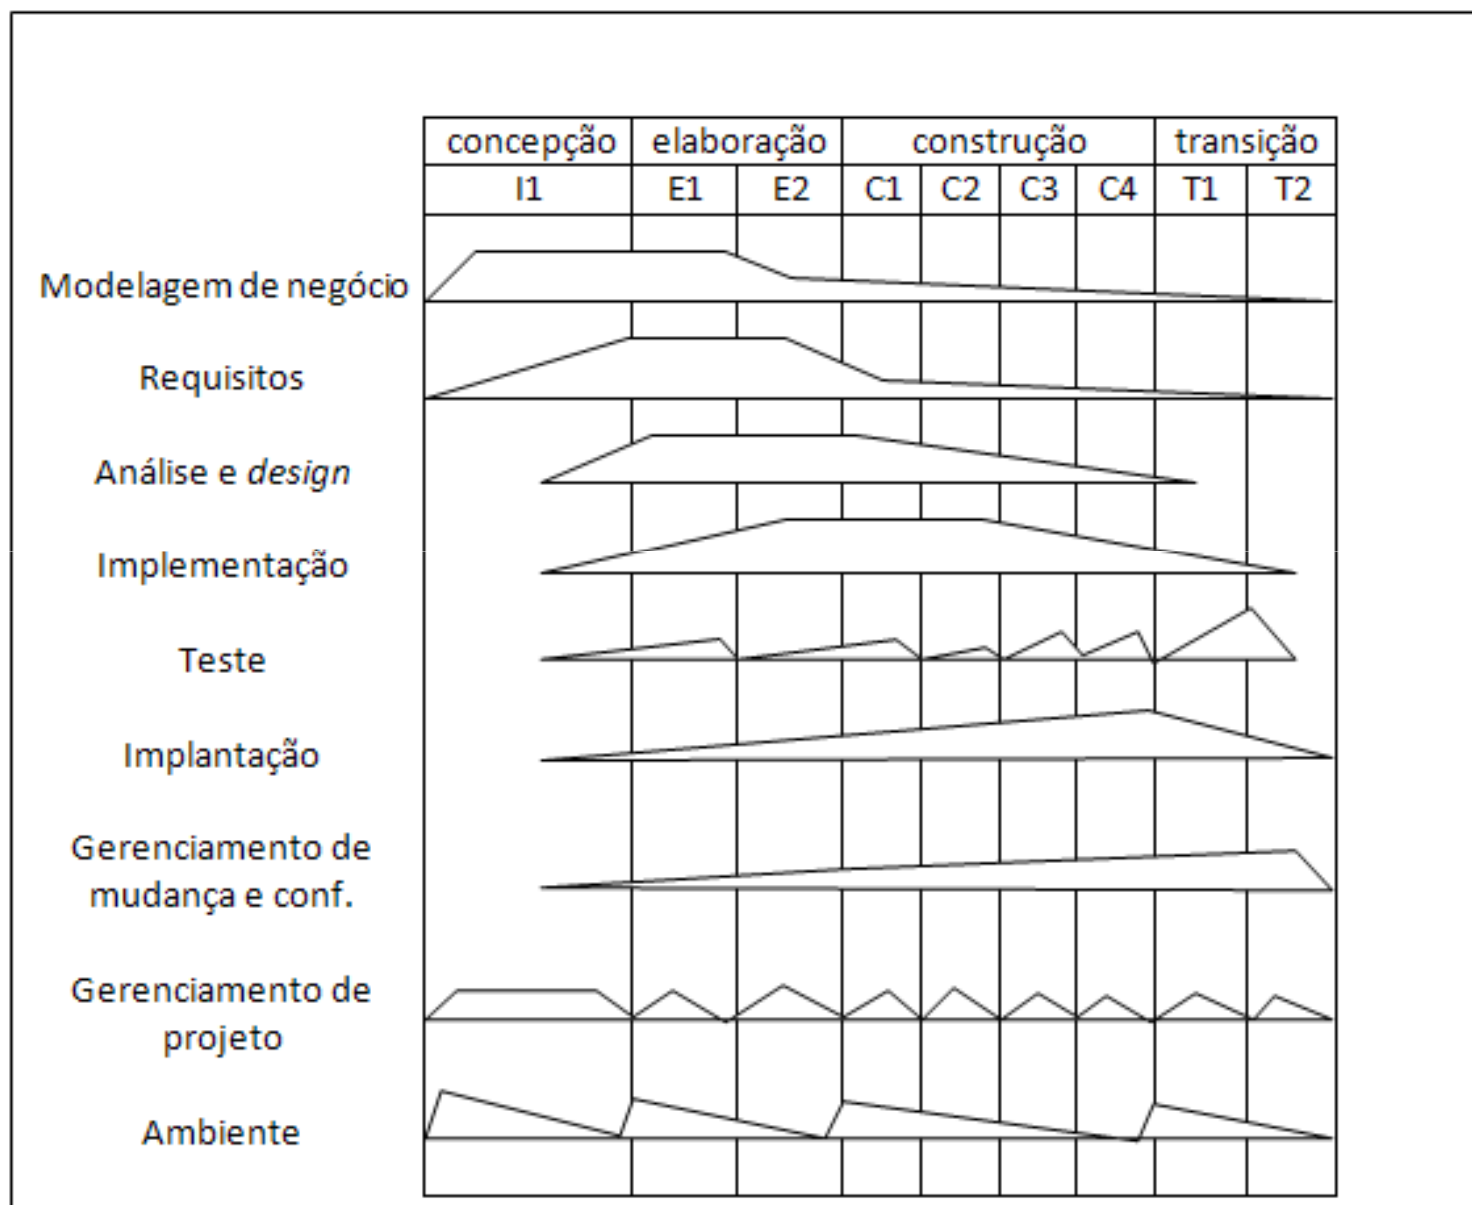 concepção elaboração construção transição
I1 E1 E2 C1 C2 C3 C4 T1 T2
Modelagem de negócio
Requisitos
Análise e design
Implementação
Teste
Implantação
Gerenciamento de
mudança e conf.
Gerenciamento de
projeto
Ambiente